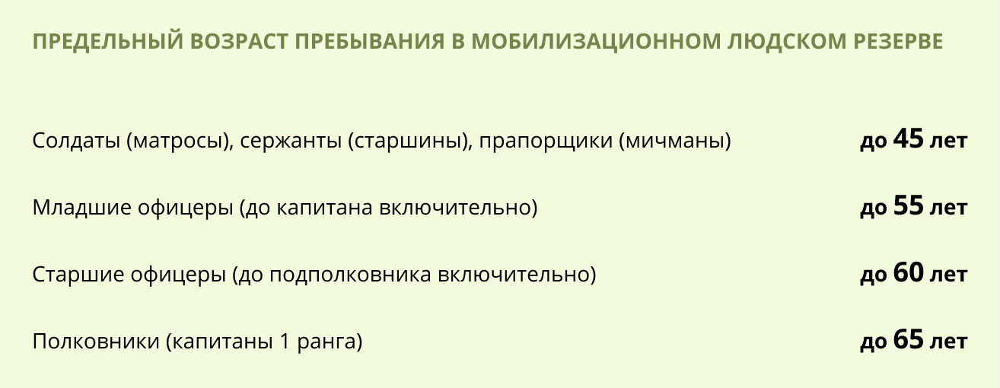 ПРЕДЕЛЬНЫЙ ВОЗРАСТ ПРЕБЫВАНИЯ В МОБИЛИЗАЦИОННОМ ЛЮДСКОМ РЕЗЕРВЕ
Солдаты (матросы), сержанты (старшины), прапорщики (мичманы) до 45 лет
Младшие офицеры (до капитана включительно) до 55 лет
Старшие офицеры (до подполковника включительно) до 60 лет
Полковники (капитаны 1 ранга) до 65 лет